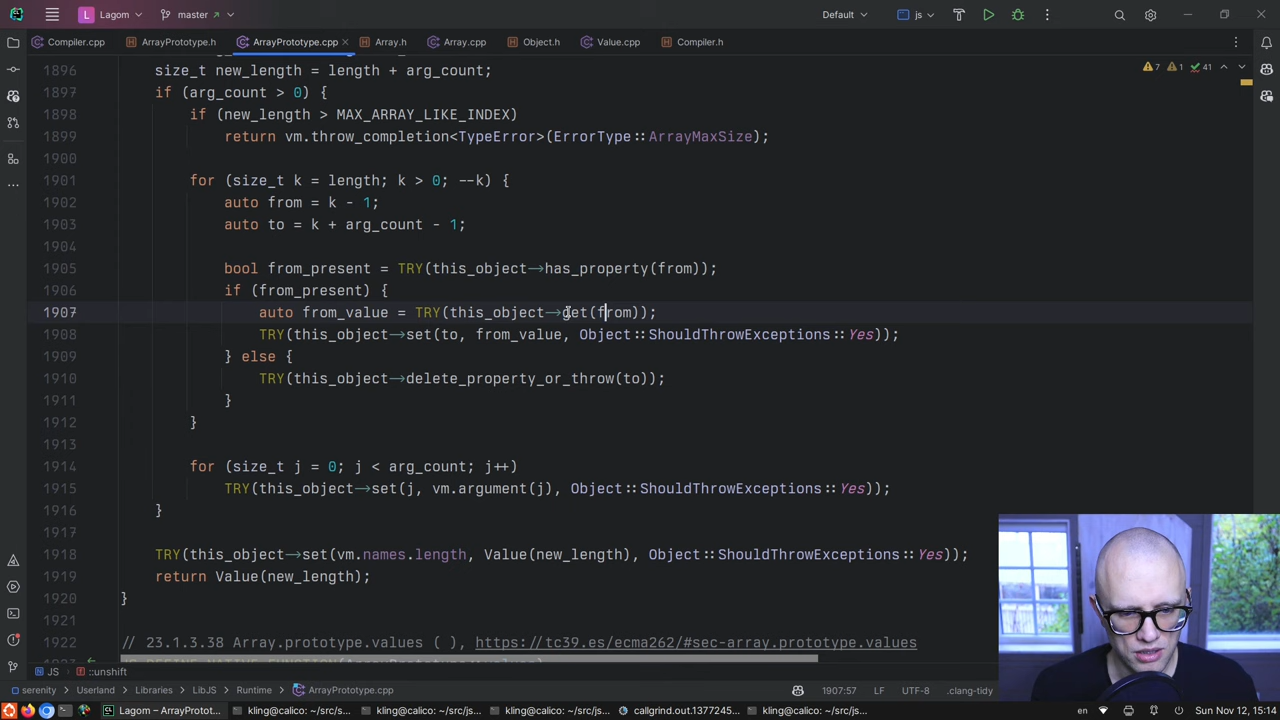 Lagom master Default js
Compiler.cpp ArrayPrototype.h ArrayPrototype.cpp Array.h Array.cpp Object.h Value.cpp Compiler.h
1896 size_t new_length = length + arg_count; 7 1 41
1897 if (arg_count > 0) {
1898 if (new_length > MAX_ARRAY_LIKE_INDEX)
1899 return vm.throw_completion<TypeError>(ErrorType::ArrayMaxSize);
1900
1901 for (size_t k = length; k > 0; --k) {
1902 auto from = k - 1;
1903 auto to = k + arg_count - 1;
1904
1905 bool from_present = TRY(this_object->has_property(from));
1906 if (from_present) {
1907 auto from_value = TRY(this_object->get(from));
1908 TRY(this_object->set(to, from_value, Object::ShouldThrowExceptions::Yes));
1909 } else {
1910 TRY(this_object->delete_property_or_throw(to));
1911 }
1912 }
1913
1914 for (size_t j = 0; j < arg_count; j++)
1915 TRY(this_object->set(j, vm.argument(j), Object::ShouldThrowExceptions::Yes));
1916 }
1917
1918 TRY(this_object->set(vm.names.length, Value(new_length), Object::ShouldThrowExceptions::Yes));
1919 return Value(new_length);
1920 }
1921
1922 // 23.1.3.38 Array.prototype.values ( ), https://tc39.es/ecma262/#sec-array.prototype.values
JS ::unshift
serenity Userland Libraries LibJS Runtime ArrayPrototype.cpp 1907:57 LF UTF-8 .clang-tidy
Lagom – ArrayProtot... kling@calico: ~/src/js... kling@calico: ~/src/js... kling@calico: ~/src/js... callgrind.out.1377245... kling@calico: ~/src/js... en Sun Nov 12, 15:14